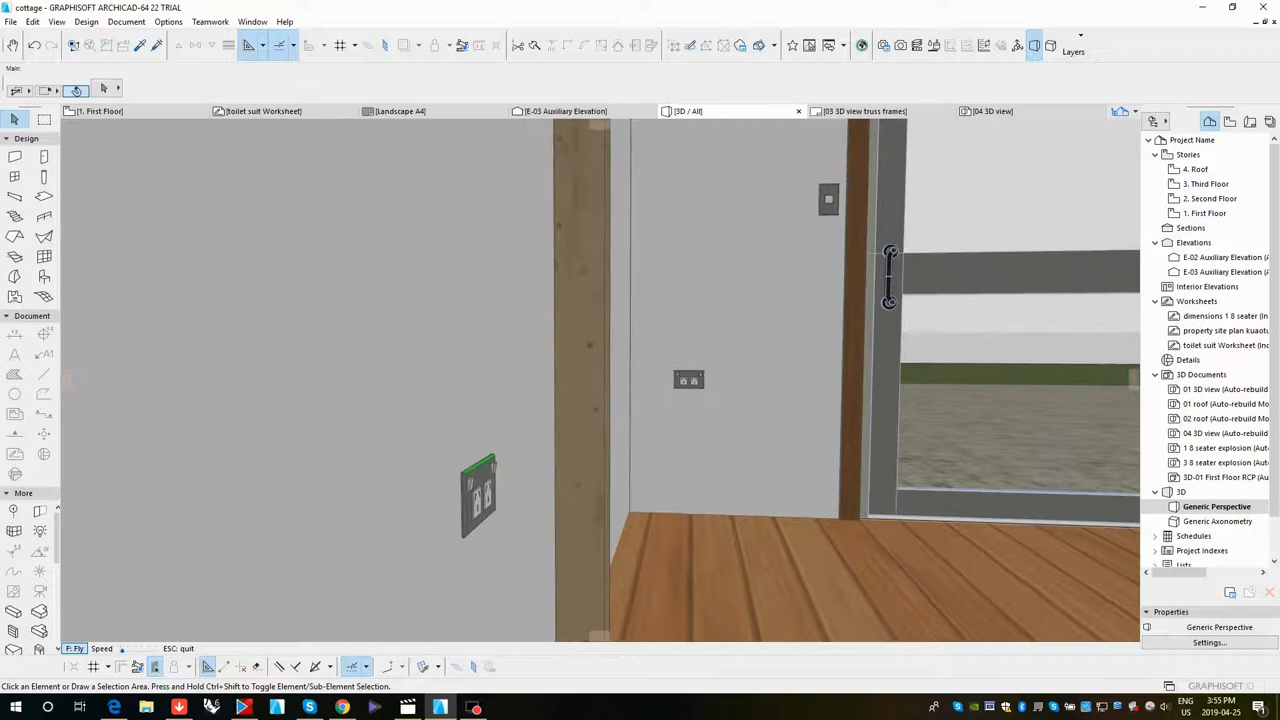 cottage - GRAPHISOFT ARCHICAD-64 22 TRIAL
File Edit View Design Document Options Teamwork Window Help
Layers
Main:
[1. First Floor] [toilet suit Worksheet] [Landscape A4] [E-03 Auxiliary Elevation] [3D / All] [03 3D view truss frames] [04 3D view]
Design
Document
More
Project Name
Stories
4. Roof
3. Third Floor
2. Second Floor
1. First Floor
Sections
Elevations
E-02 Auxiliary Elevation (A
E-03 Auxiliary Elevation (A
Interior Elevations
Worksheets
dimensions 1 8 seater (In
property site plan kuaotu
toilet suit Worksheet (Inc
Details
3D Documents
01 3D view (Auto-rebuild
01 roof (Auto-rebuild Mo
02 roof (Auto-rebuild Mo
04 3D view (Auto-rebuild
1 8 seater explosion (Aut
3 8 seater explosion (Aut
3D-01 First Floor RCP (Au
3D
Generic Perspective
Generic Axonometry
Schedules
Project Indexes
Lists
Properties
Generic Perspective
Settings...
F: Fly Speed ESC: quit
Click an Element or Draw a Selection Area. Press and Hold Ctrl+Shift to Toggle Element/Sub-Element Selection.
GRAPHISOFT ID
ENG
US
3:55 PM
2019-04-25